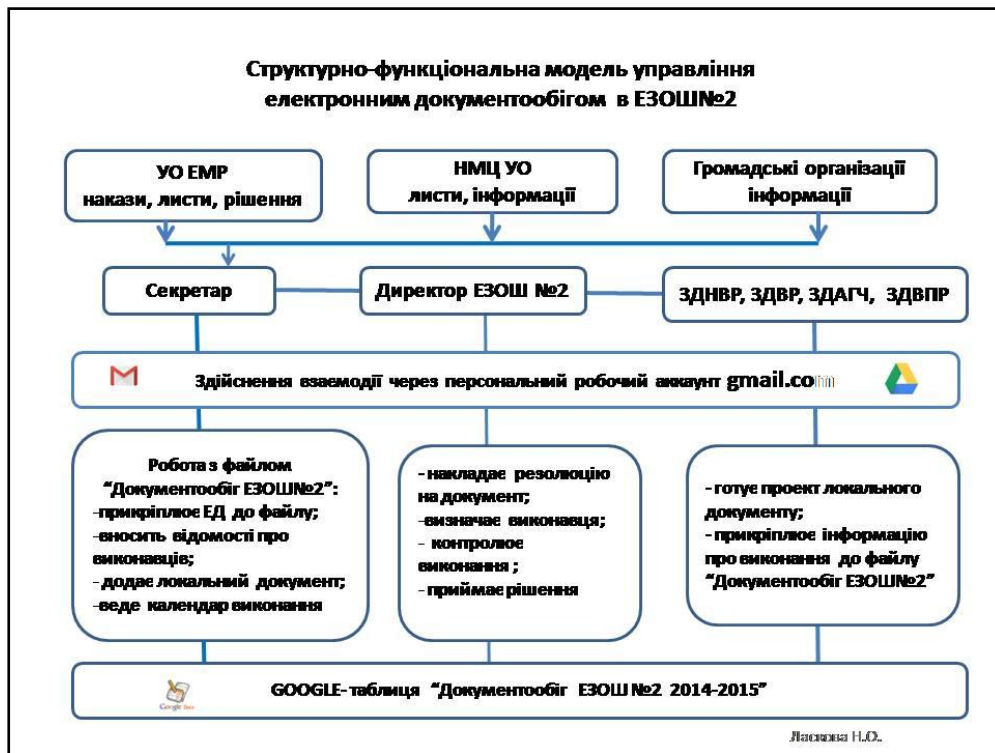 Структурно-функціональна модель управління
електронним документообігом в ЕЗОШ№2
УО ЕМР
накази, листи, рішення
НМЦ УО
листи, інформації
Громадські організації
інформації
Секретар
Директор ЕЗОШ №2
ЗДНВР, ЗДВР, ЗДАГЧ, ЗДВПР
Здійснення взаємодії через персональний робочий аккаунт gmail.com
Робота з файлом
“Документообіг ЕЗОШ№2”:
-прикріплює ЕД до файлу;
-вносить відомості про
виконавців;
-додає локальний документ;
-веде календар виконання
- накладає резолюцію
на документ;
-визначає виконавця;
- контролює
виконання ;
- приймає рішення
- готує проект локального
документу;
- прикріплює інформацію
про виконання до файлу
“Документообіг ЕЗОШ№2”
GOOGLE- таблиця “Документообіг ЕЗОШ №2 2014-2015”
Google Docs
Ласкова Н.О.